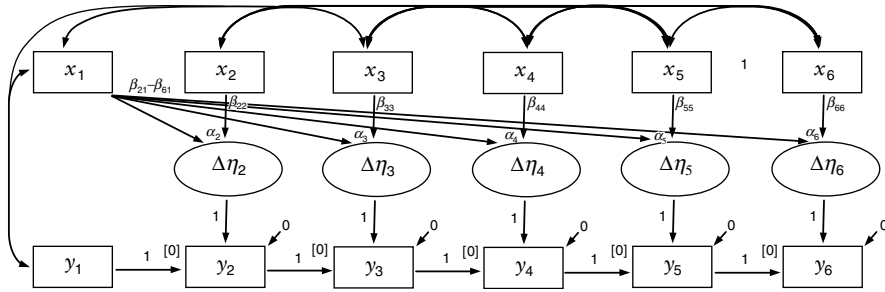 x₁ x₂ x₃ x₄ x₅ 1 x₆
β₂₁–β₆₁ β₂₂ β₃₃ β₄₄ β₅₅ β₆₆
α₂ α₃ α₄ α₅ α₆
Δη₂ Δη₃ Δη₄ Δη₅ Δη₆
1 1 1 1 1
0 0 0 0 0
[0] [0] [0] [0] [0]
y₁ 1 y₂ 1 y₃ 1 y₄ 1 y₅ 1 y₆